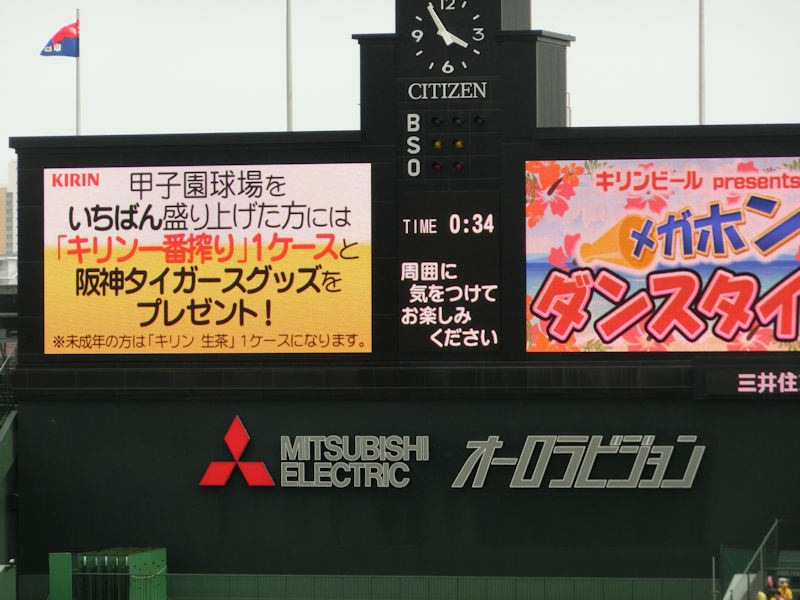 12
9
3
6
CITIZEN
B
S
O
KIRIN
甲子園球場を
いちばん盛り上げた方には
「キリン一番搾り」1ケースと
阪神タイガースグッズを
プレゼント!
※未成年の方は「キリン 生茶」1ケースになります。
TIME 0:34
周囲に
気をつけて
お楽しみ
ください
キリンビール presents
メガホン
ダンスタイ
三井住
MITSUBISHI
ELECTRIC
オーロラビジョン